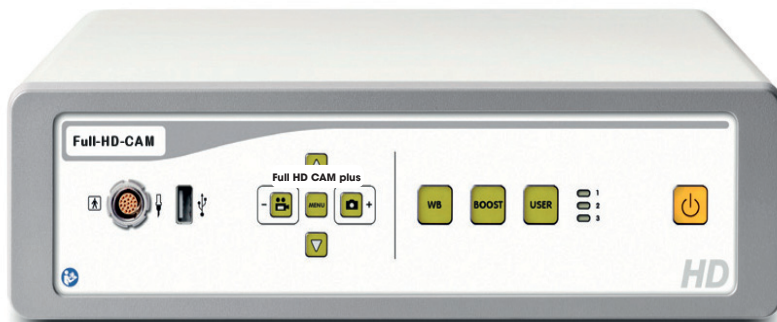 Full-HD-CAM
Full HD CAM plus
- MENU +
WB BOOST USER
1
2
3
HD